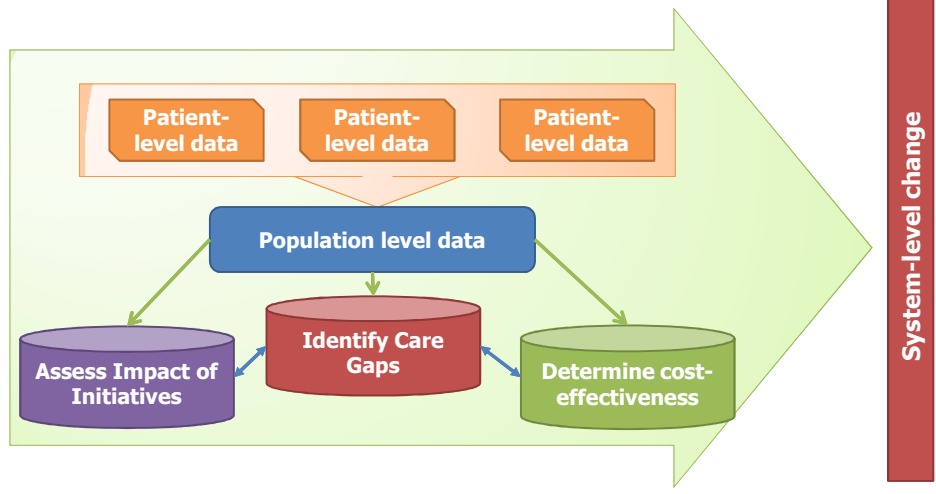 Patient-
level data
Patient-
level data
Patient-
level data
Population level data
Assess Impact of
Initiatives
Identify Care
Gaps
Determine cost-
effectiveness
System-level change